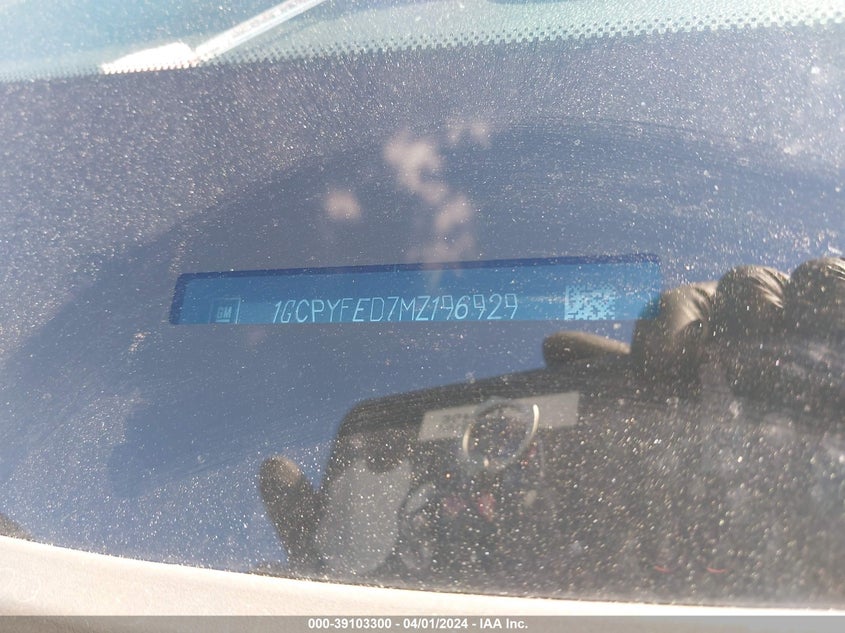 GM 1GCPYFED7MZ196929
000-39103300 - 04/01/2024 - IAA Inc.